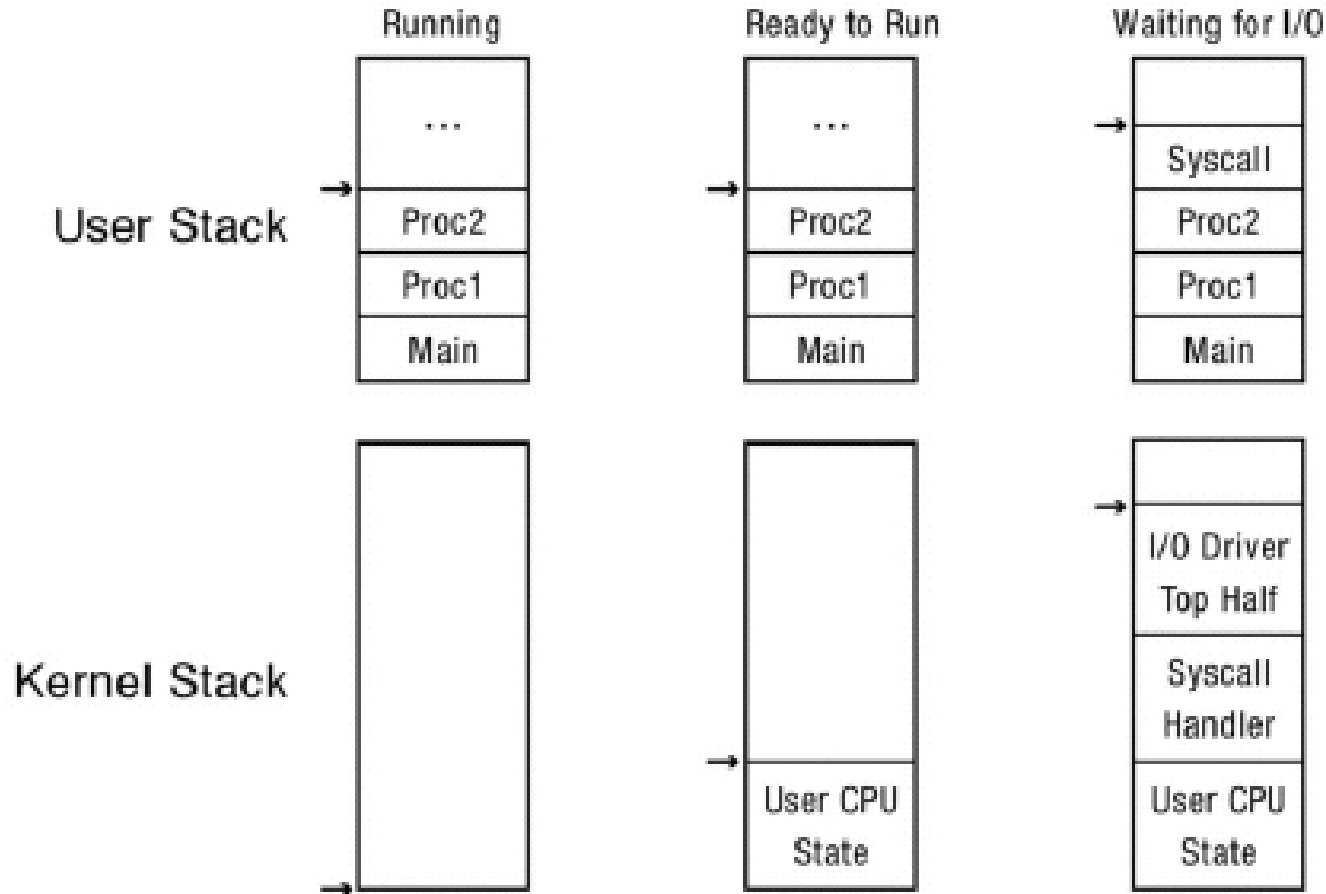 Running
Ready to Run
Waiting for I/O
...
...
Syscall
User Stack
Proc2
Proc2
Proc2
Proc1
Proc1
Proc1
Main
Main
Main
I/O Driver
Top Half
Kernel Stack
Syscall
Handler
User CPU
State
User CPU
State